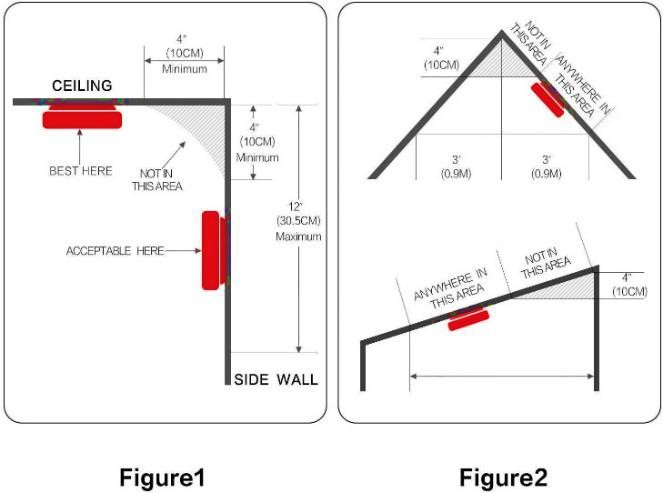 4"
(10CM)
Minimum
CEILING
4"
(10CM)
Minimum
BEST HERE
NOT IN
THIS AREA
12"
(30.5CM)
Maximum
ACCEPTABLE HERE
SIDE WALL
Figure1
4"
(10CM)
NOT IN
THIS AREA
ANYWHERE IN
THIS AREA
3'
(0.9M)
3'
(0.9M)
ANYWHERE IN
THIS AREA
NOT IN
THIS AREA
4"
(10CM)
Figure2